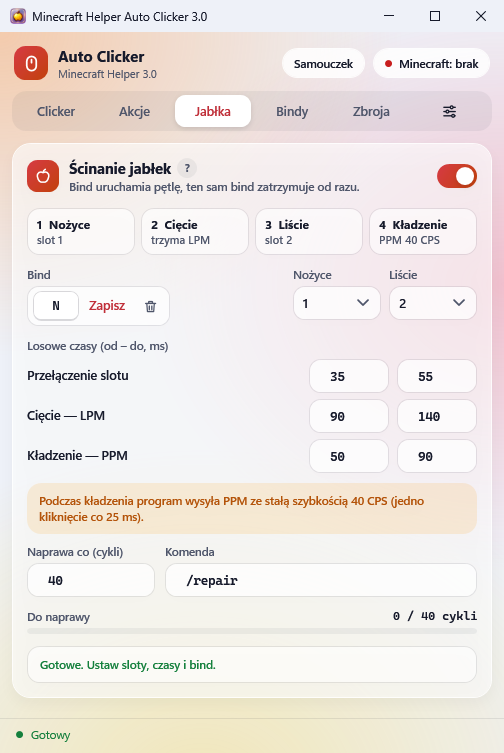 Minecraft Helper Auto Clicker 3.0
Auto Clicker
Minecraft Helper 3.0
Samouczek
Minecraft: brak
Clicker
Akcje
Jabłka
Bindy
Zbroja
Ścinanie jabłek ?
Bind uruchamia pętlę, ten sam bind zatrzymuje od razu.
1 Nożyce
slot 1
2 Cięcie
trzyma LPM
3 Liście
slot 2
4 Kładzenie
PPM 40 CPS
Bind
N
Zapisz
Nożyce
1
Liście
2
Losowe czasy (od – do, ms)
Przełączenie slotu 35 55
Cięcie — LPM 90 140
Kładzenie — PPM 50 90
Podczas kładzenia program wysyła PPM ze stałą szybkością 40 CPS (jedno
kliknięcie co 25 ms).
Naprawa co (cykli)
40
Komenda
/repair
Do naprawy 0 / 40 cykli
Gotowe. Ustaw sloty, czasy i bind.
Gotowy